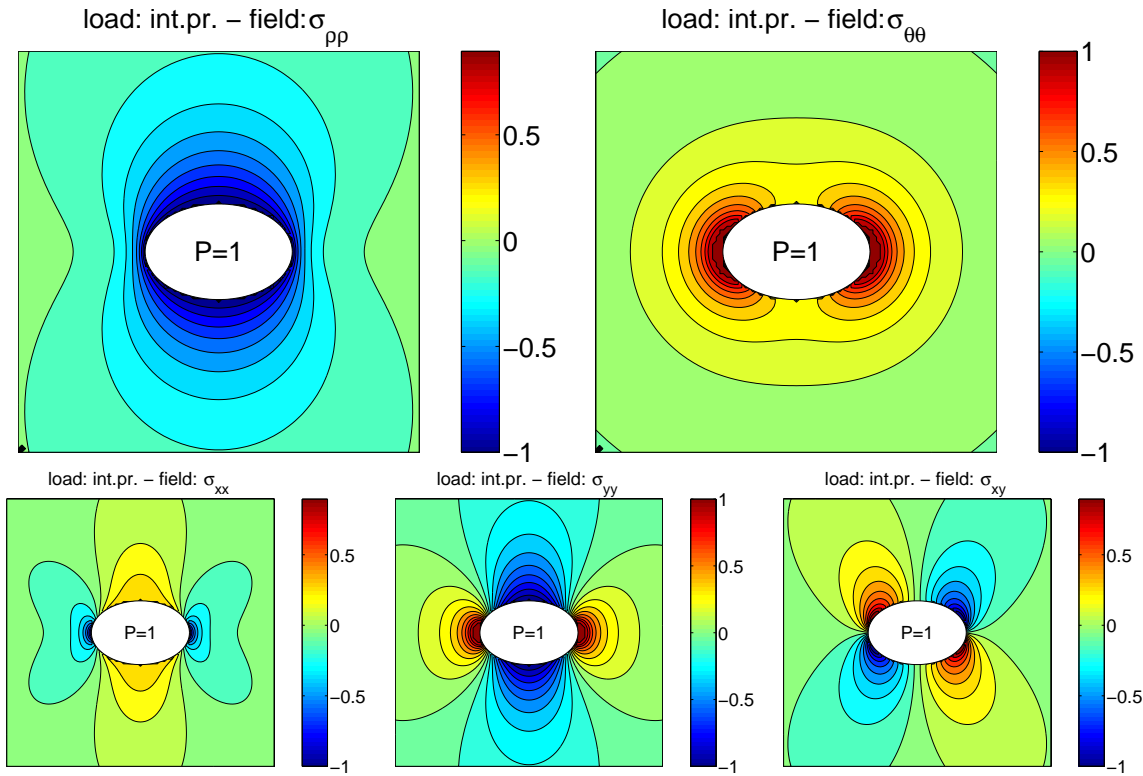 load: int.pr. − field:σρρ
load: int.pr. − field:σθθ
P=1
0.5
0
−0.5
−1
P=1
1
0.5
0
−0.5
−1
load: int.pr. − field: σxx
load: int.pr. − field: σyy
load: int.pr. − field: σxy
P=1
0.5
0
−0.5
−1
P=1
1
0.5
0
−0.5
−1
P=1
0.5
0
−0.5
−1